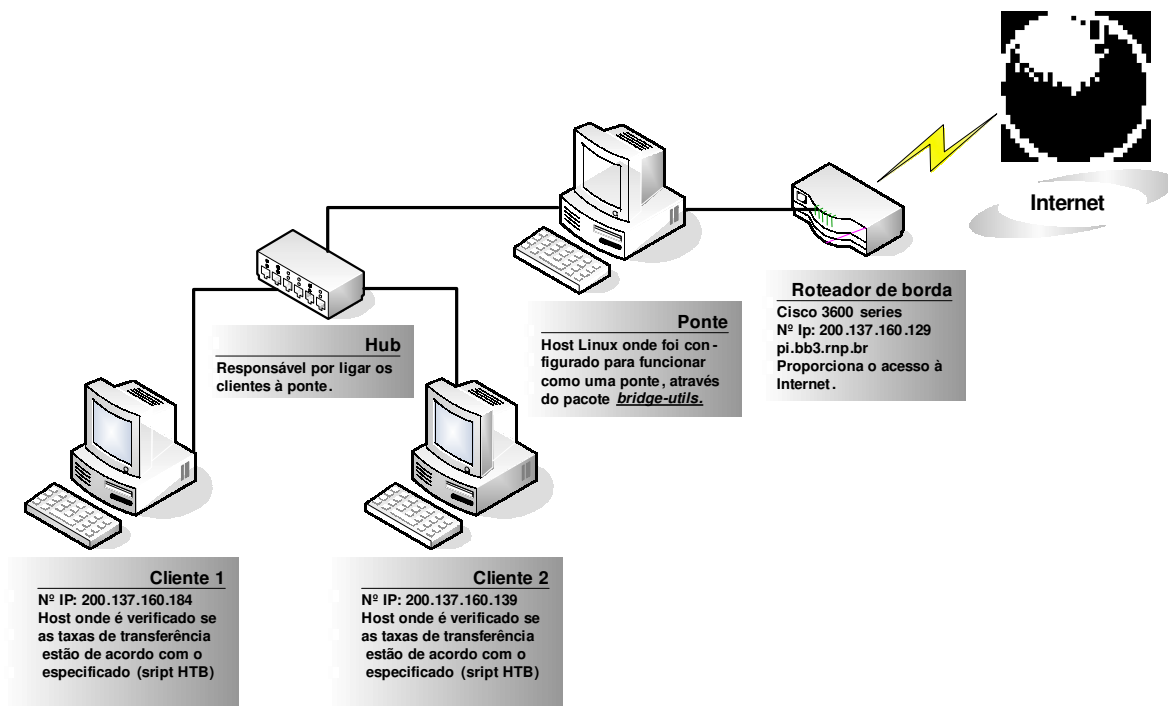 Internet
Roteador de borda
Cisco 3600 series
Nº Ip: 200.137.160.129
pi.bb3.rnp.br
Proporciona o acesso à
Internet.
Ponte
Host Linux onde foi con-
figurado para funcionar
como uma ponte, através
do pacote bridge-utils.
Hub
Responsável por ligar os
clientes à ponte.
Cliente 1
Nº IP: 200.137.160.184
Host onde é verificado se
as taxas de transferência
estão de acordo com o
especificado (sript HTB)
Cliente 2
Nº IP: 200.137.160.139
Host onde é verificado se
as taxas de transferência
estão de acordo com o
especificado (sript HTB)